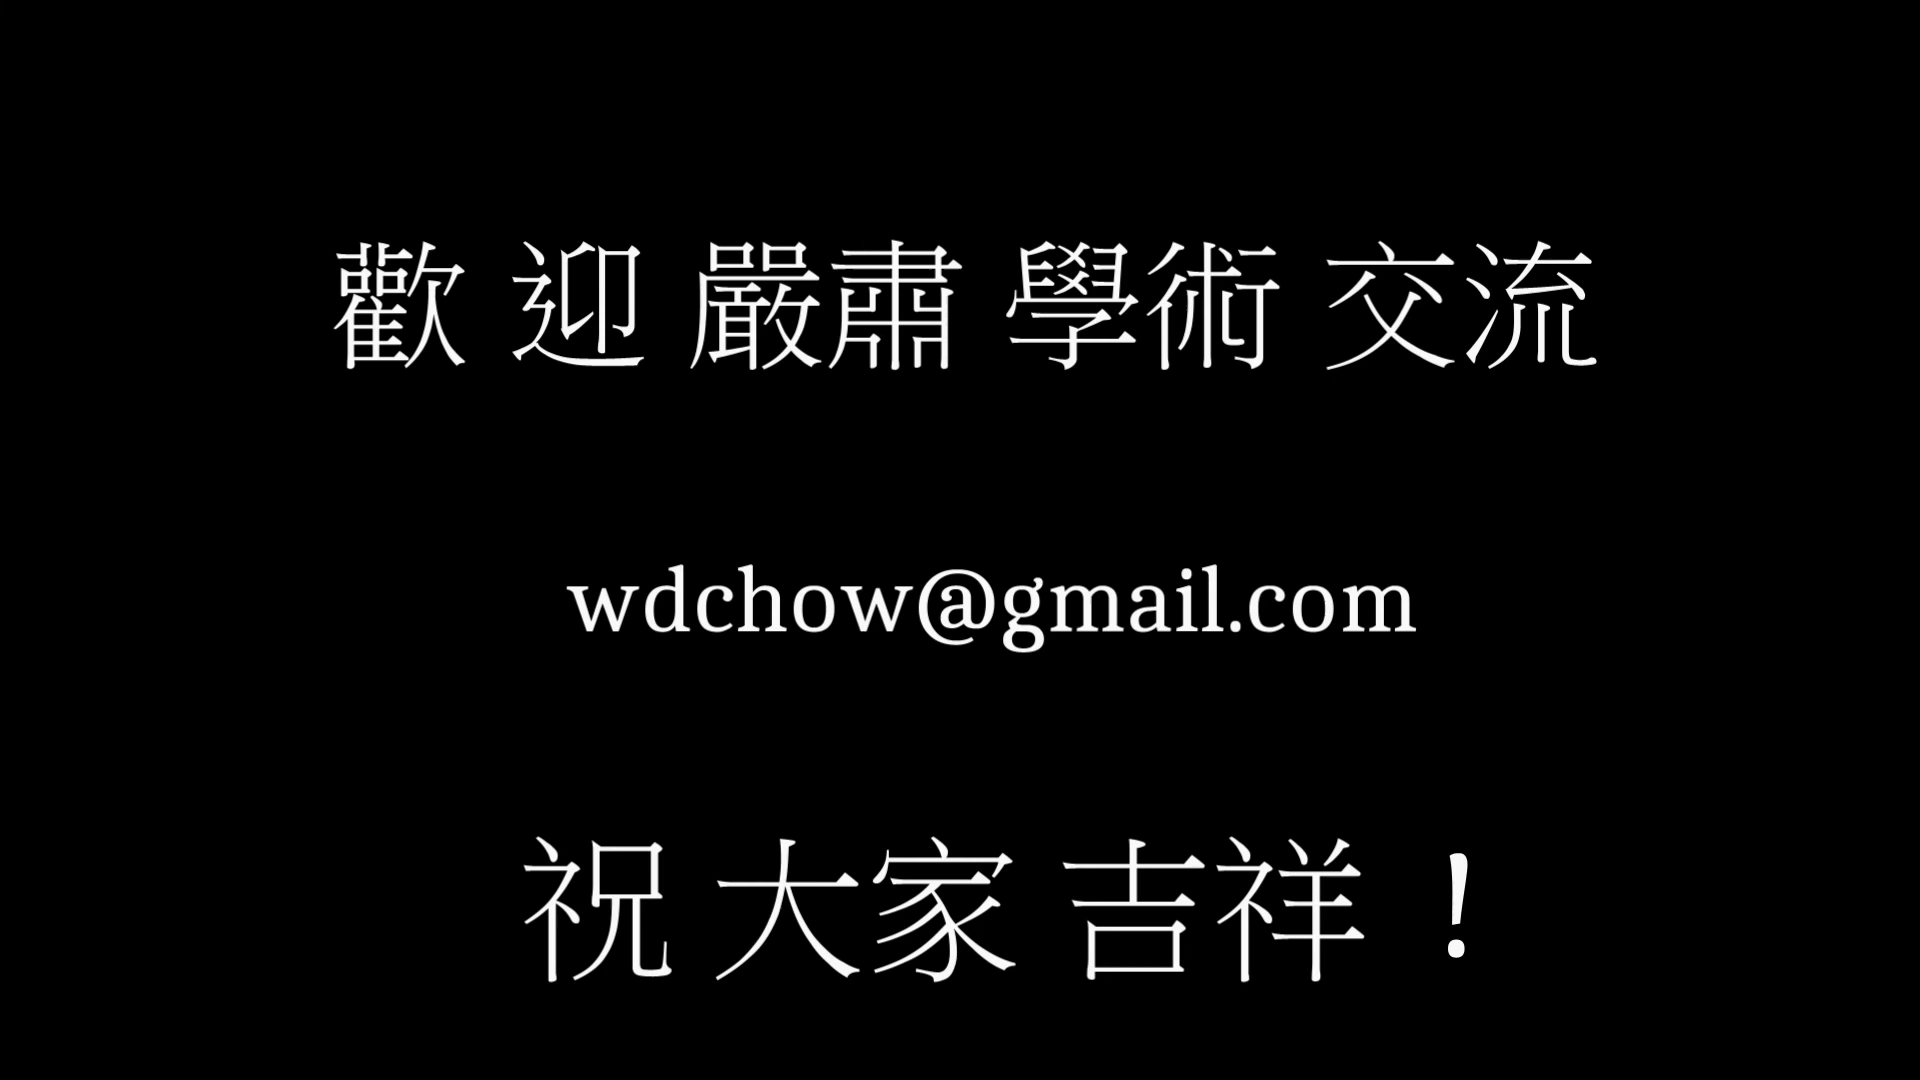 歡 迎 嚴肅 學術 交流
wdchow@gmail.com
祝 大家 吉祥 ！